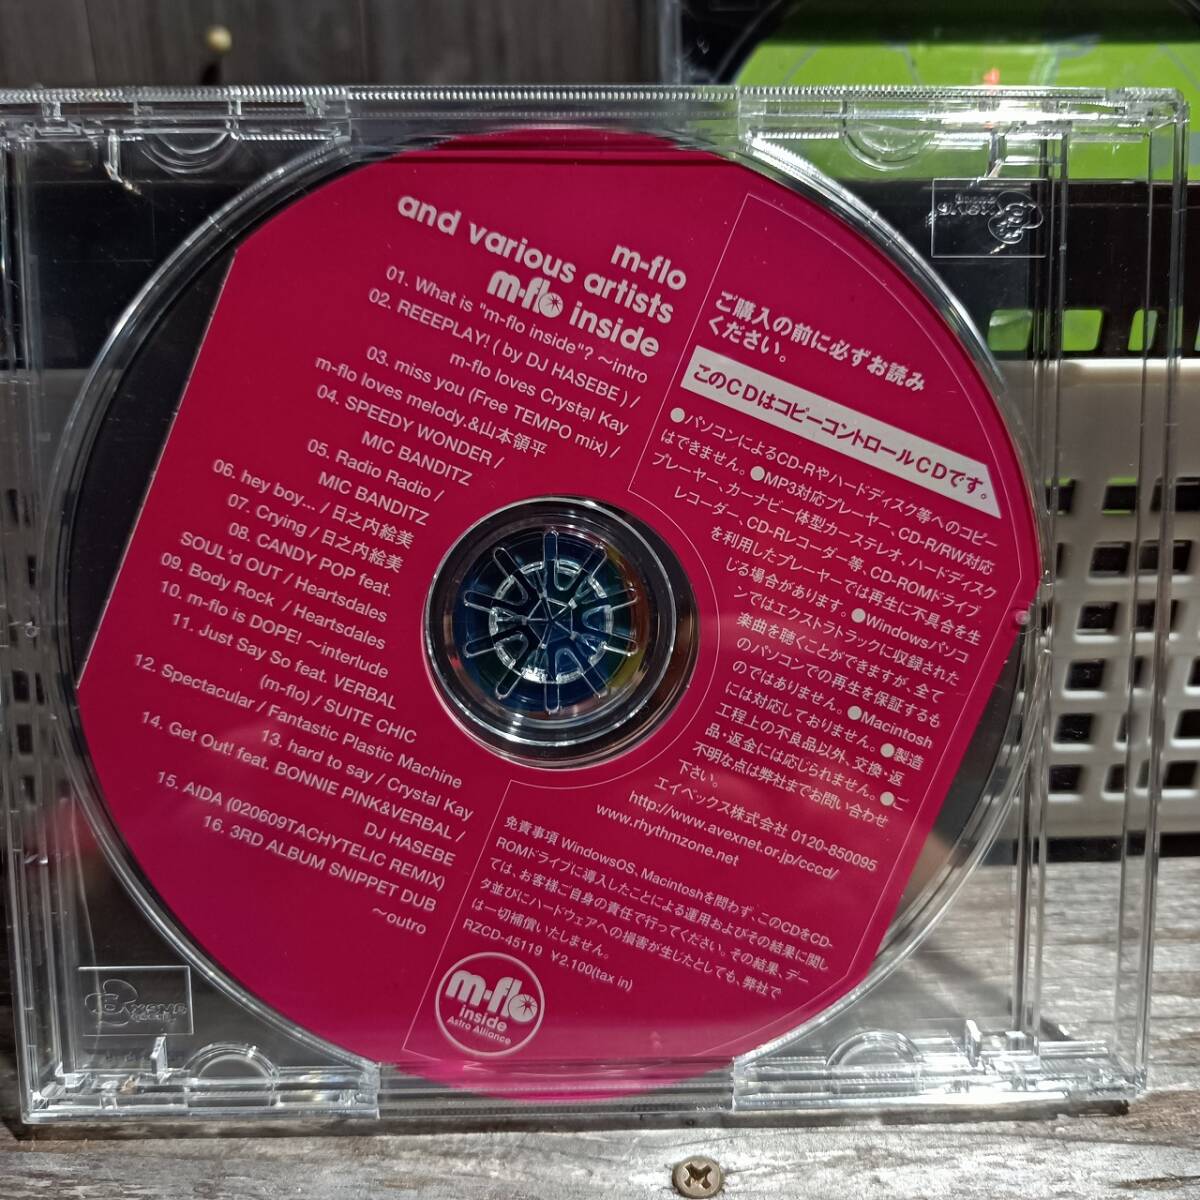 m-flo
and various artists
m-flo inside
01. What is "m-flo inside"? 〜intro
02. REEEPLAY! ( by DJ HASEBE ) /
m-flo loves Crystal Kay
03. miss you (Free TEMPO mix) /
m-flo loves melody.&山本領平
04. SPEEDY WONDER /
MIC BANDITZ
05. Radio Radio /
MIC BANDITZ
06. hey boy... / 日之内絵美
07. Crying / 日之内絵美
08. CANDY POP feat.
SOUL'd OUT / Heartsdales
09. Body Rock / Heartsdales
10. m-flo is DOPE! 〜interlude
11. Just Say So feat. VERBAL
(m-flo) / SUITE CHIC
12. Spectacular / Fantastic Plastic Machine
13. hard to say / Crystal Kay
14. Get Out! feat. BONNIE PINK&VERBAL /
DJ HASEBE
15. AIDA (020609TACHYTELIC REMIX)
16. 3RD ALBUM SNIPPET DUB
〜outro
ご購入の前に必ずお読み
ください。
このCDはコピーコントロールCDです。
●パソコンによるCD-Rやハードディスク等へのコピー
はできません。●MP3対応プレーヤー、CD-R/RW対応
プレーヤー、カーナビ一体型カーステレオ、ハードディスク
レコーダー、CD-Rレコーダー等、CD-ROMドライブ
を利用したプレーヤーでは再生に不具合を生
じる場合があります。●Windowsパソコ
ンではエクストラトラックに収録された
楽曲を聴くことができますが、全て
のパソコンでの再生を保証するも
のではありません。●Macintosh
には対応しておりません。●製造
工程上の不良品以外、交換・返
品・返金には応じられません。●ご
不明な点は弊社までお問い合わせ
下さい。
エイベックス株式会社 0120-850095
http://www.avexnet.or.jp/cccd/
www.rhythmzone.net
免責事項 WindowsOS、Macintoshを問わず、このCDをCD-
ROMドライブに導入したことによる運用およびその結果に関し
ては、お客様ご自身の責任で行ってください。その結果、デー
タ並びにハードウェアへの損害が生じたとしても、弊社で
は一切補償いたしません。
RZCD-45119 ¥2,100(tax in)
m-flo
inside
Astro Alliance